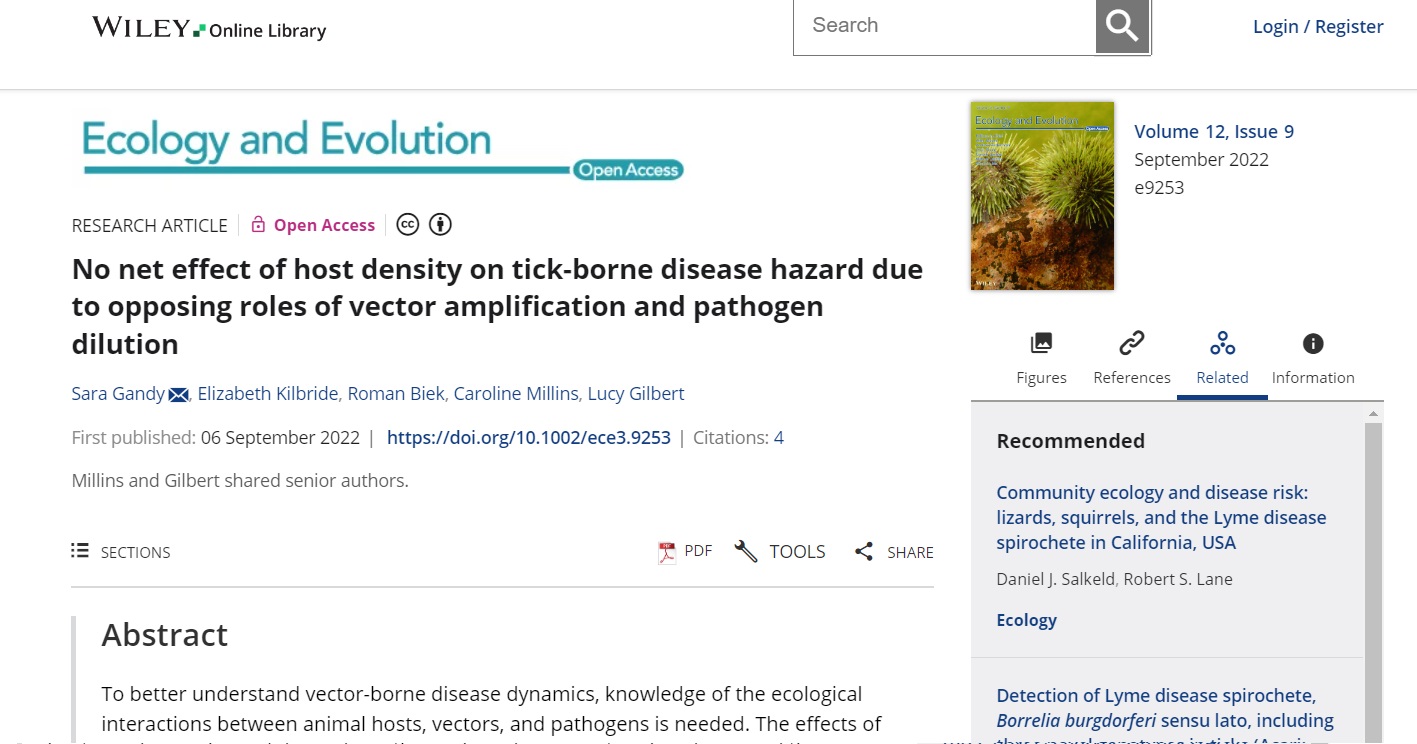 WILEY Online Library
Search
Login / Register
Ecology and Evolution
Open Access
RESEARCH ARTICLE
Open Access
cc
No net effect of host density on tick-borne disease hazard due
to opposing roles of vector amplification and pathogen
dilution
Sara Gandy, Elizabeth Kilbride, Roman Biek, Caroline Millins, Lucy Gilbert
First published: 06 September 2022 | https://doi.org/10.1002/ece3.9253 | Citations: 4
Millins and Gilbert shared senior authors.
SECTIONS
PDF
TOOLS
SHARE
Abstract
To better understand vector-borne disease dynamics, knowledge of the ecological
interactions between animal hosts, vectors, and pathogens is needed. The effects of
Ecology and Evolution
Open Access
WILEY
Volume 12, Issue 9
September 2022
e9253
Figures
References
Related
Information
Recommended
Community ecology and disease risk:
lizards, squirrels, and the Lyme disease
spirochete in California, USA
Daniel J. Salkeld, Robert S. Lane
Ecology
Detection of Lyme disease spirochete,
Borrelia burgdorferi sensu lato, including